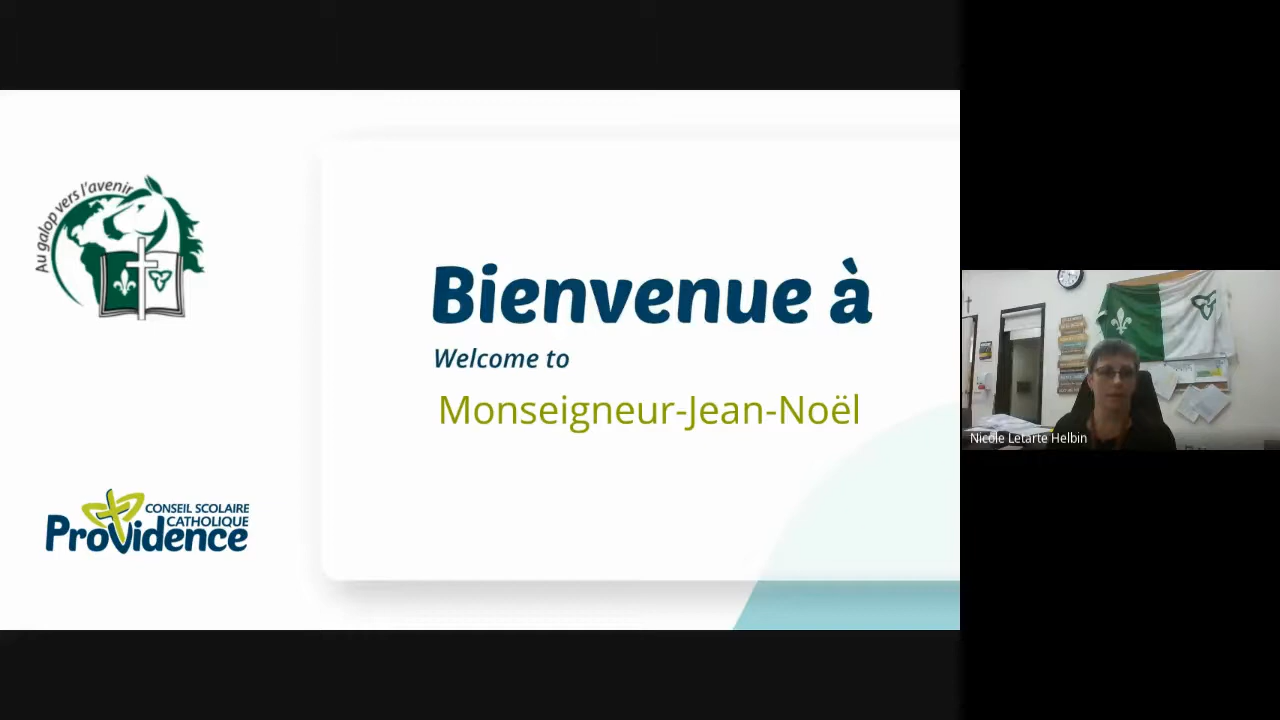 Au galop vers l'avenir
Bienvenue à
Welcome to
Monseigneur-Jean-Noël
CONSEIL SCOLAIRE
CATHOLIQUE
Providence
Nicole Letarte Helbin